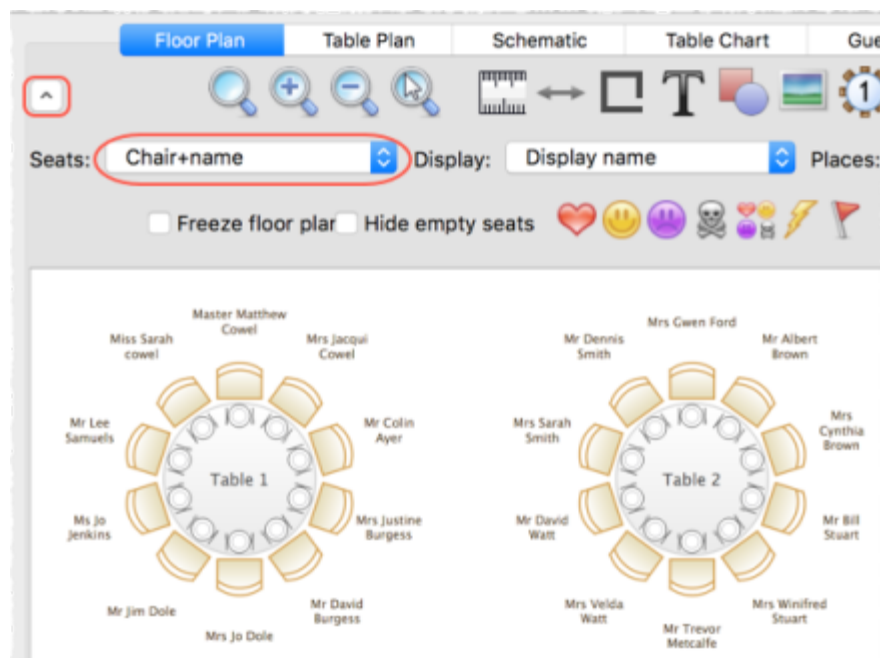 Floor Plan Table Plan Schematic Table Chart Gue
1
Seats: Chair+name Display: Display name Places:
Freeze floor plan Hide empty seats
Master Matthew
Cowel
Miss Sarah
cowel
Mrs Jacqui
Cowel
Mr Lee
Samuels
Mr Colin
Ayer
Table 1
Ms Jo
Jenkins
Mrs Justine
Burgess
Mr Jim Dole
Mr David
Burgess
Mrs Jo Dole
Mrs Gwen Ford
Mr Dennis
Smith
Mr Albert
Brown
Mrs Sarah
Smith
Mrs
Cynthia
Brown
Table 2
Mr David
Watt
Mr Bill
Stuart
Mrs Velda
Watt
Mrs Winifred
Stuart
Mr Trevor
Metcalfe